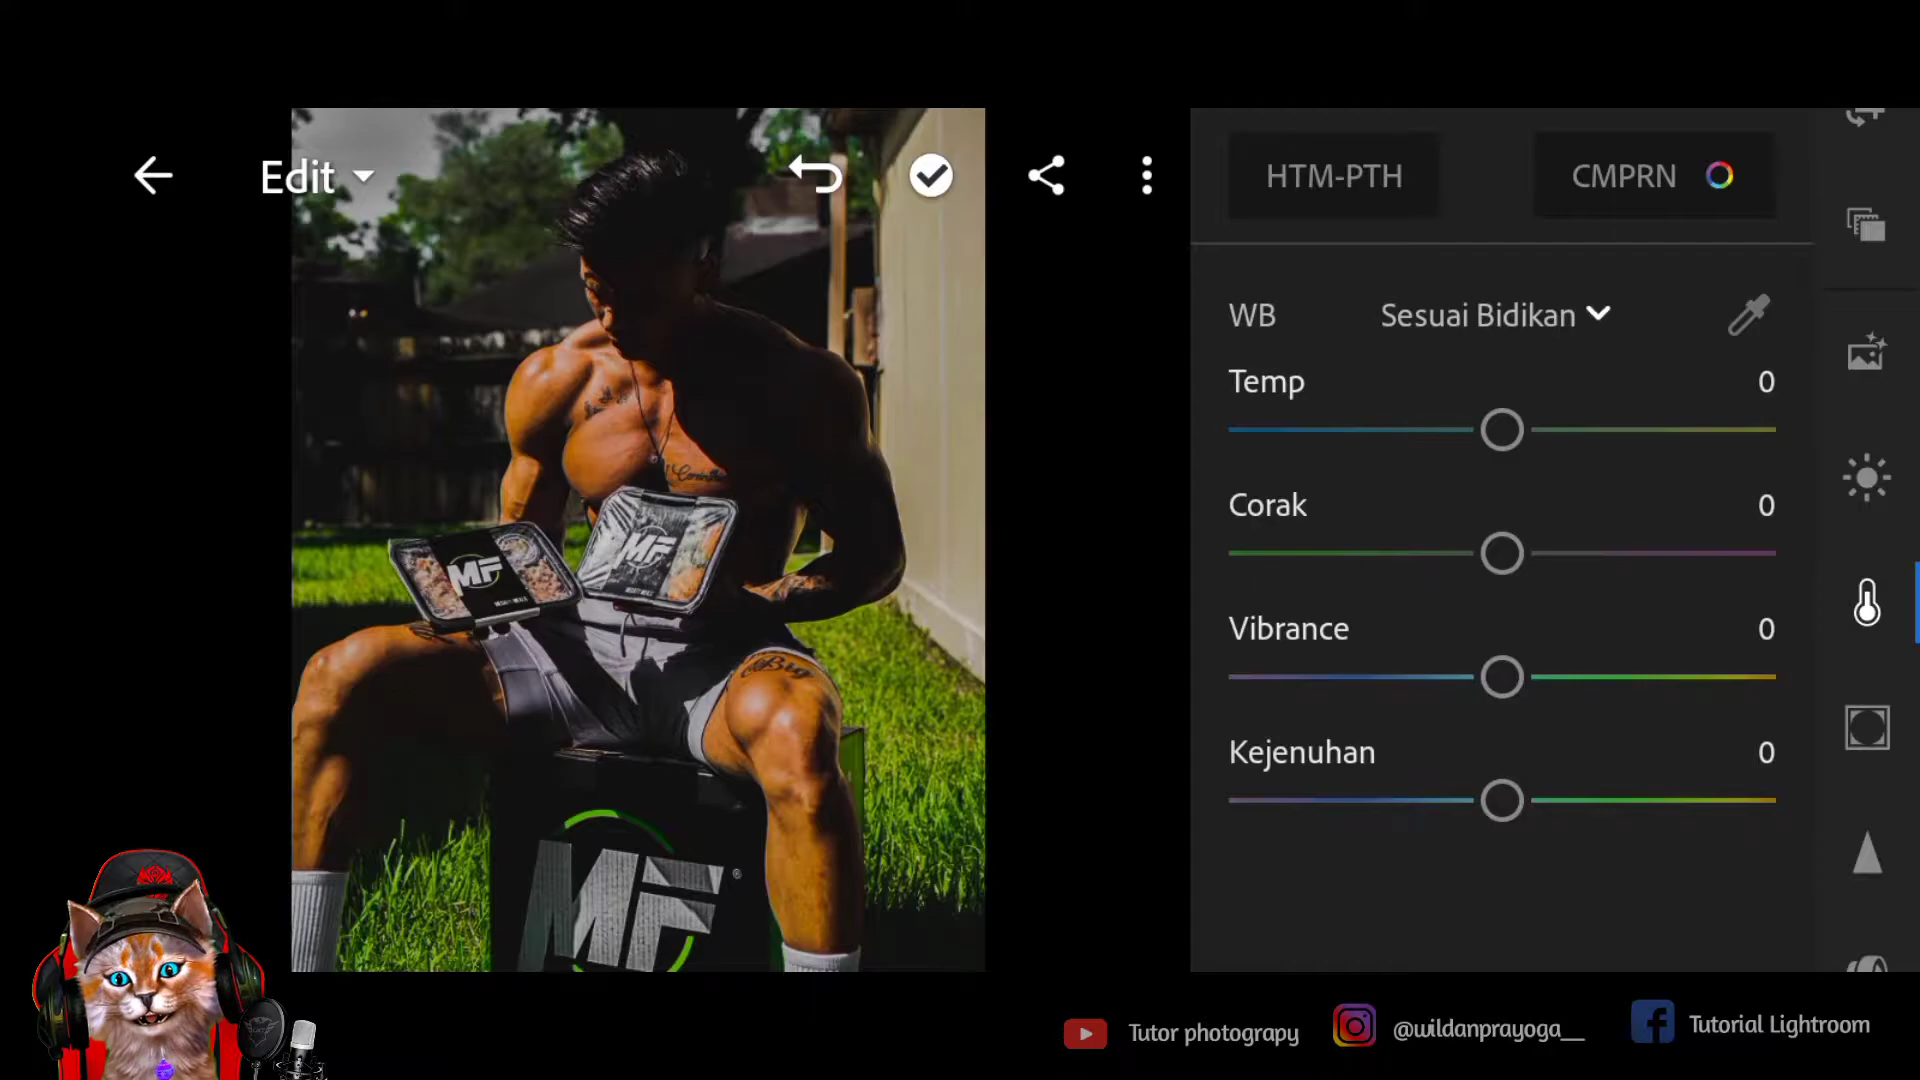 Edit
HTM-PTH
CMPRN
WB
Sesuai Bidikan
Temp
0
Corak
0
Vibrance
0
Kejenuhan
0
MF
MF
Brig
MF®
Tutor photograpy
@wildanprayoga__
Tutorial Lightroom